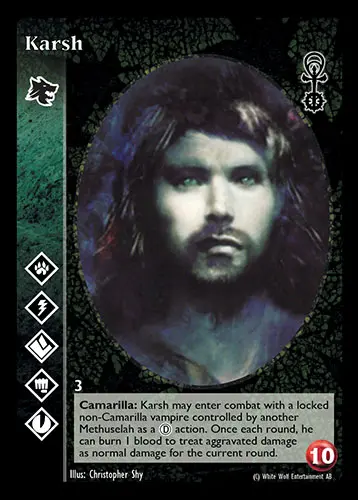 Karsh
3
Camarilla: Karsh may enter combat with a locked
non-Camarilla vampire controlled by another
Methuselah as a Ⓓ action. Once each round, he
can burn 1 blood to treat aggravated damage
as normal damage for the current round.
10
Illus: Christopher Shy
(C) White Wolf Entertainment AB